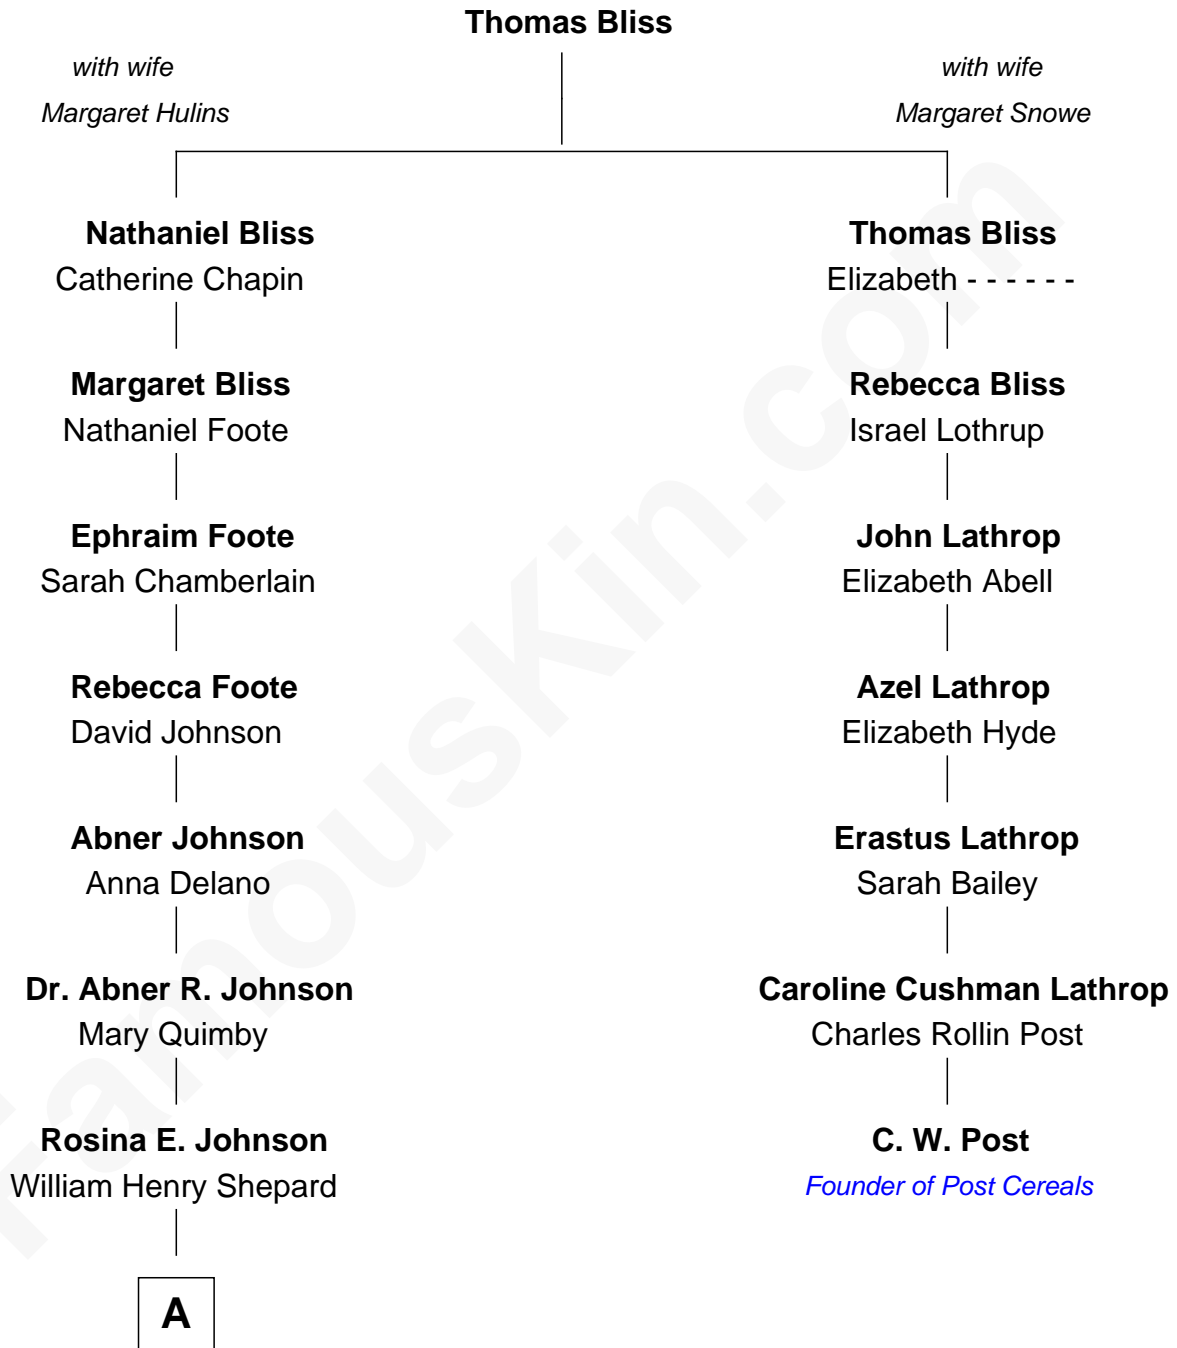 Thomas Bliss
with wife
Margaret Hulins
with wife
Margaret Snowe
Nathaniel Bliss
Catherine Chapin
Thomas Bliss
Elizabeth - - - - - -
Margaret Bliss
Nathaniel Foote
Rebecca Bliss
Israel Lothrup
Ephraim Foote
Sarah Chamberlain
John Lathrop
Elizabeth Abell
Rebecca Foote
David Johnson
Azel Lathrop
Elizabeth Hyde
Abner Johnson
Anna Delano
Erastus Lathrop
Sarah Bailey
Dr. Abner R. Johnson
Mary Quimby
Caroline Cushman Lathrop
Charles Rollin Post
Rosina E. Johnson
William Henry Shepard
C. W. Post
Founder of Post Cereals
A
FamousKin.com